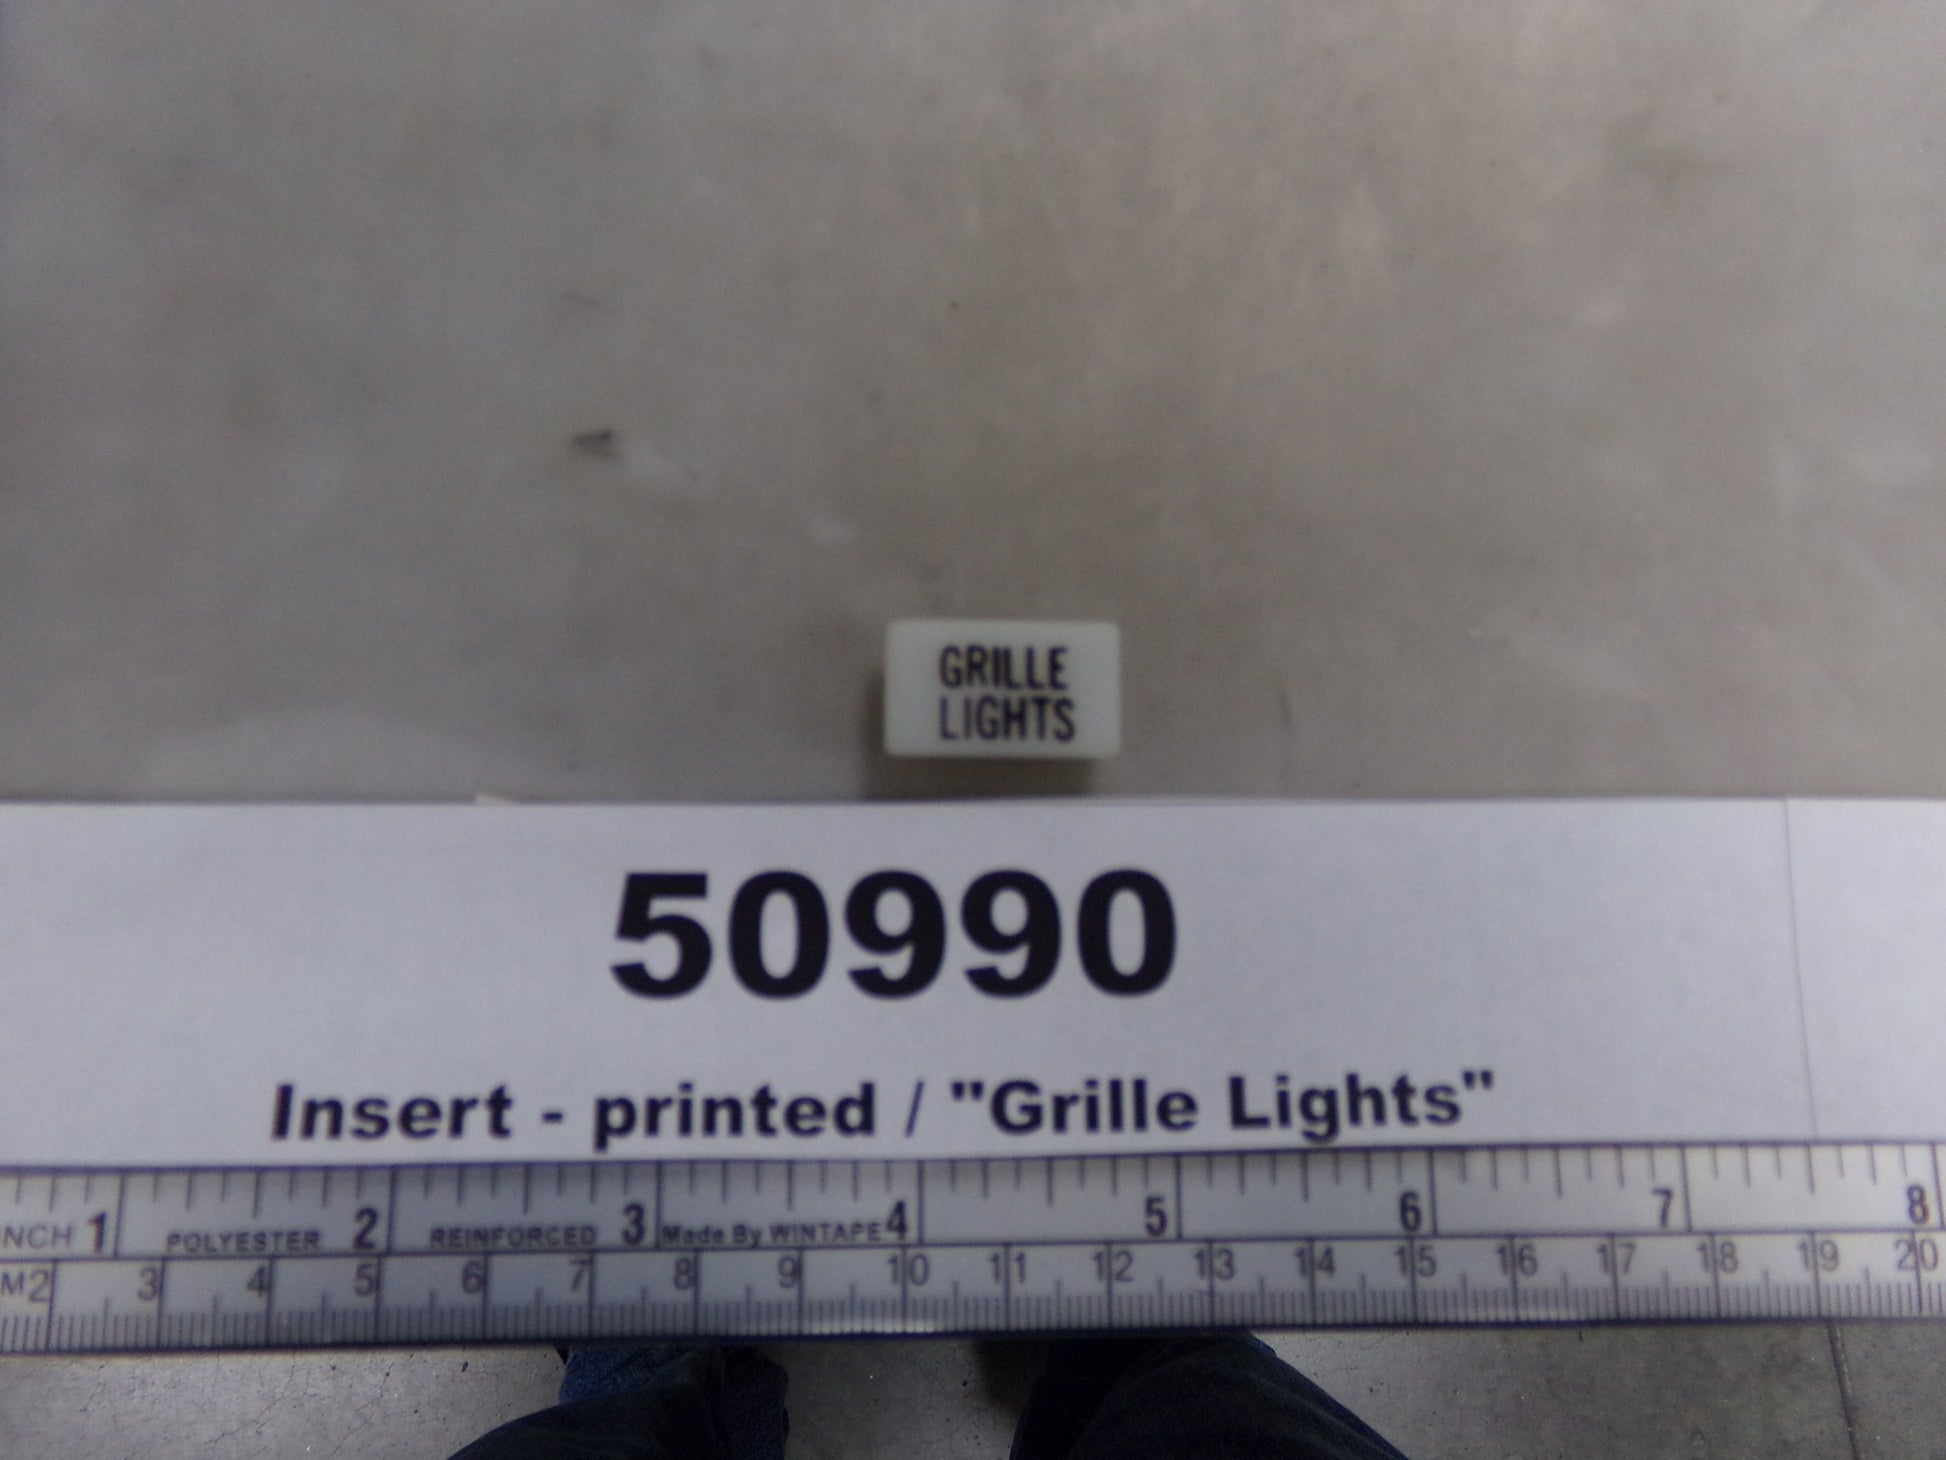 GRILLE
LIGHTS
50990
Insert - printed / "Grille Lights"
NCH 1 POLYESTER 2 REINFORCED 3 Made By WINTAPE 4 5 6 7 8
M2 3 4 5 6 7 8 9 10 11 12 13 14 15 16 17 18 19 20